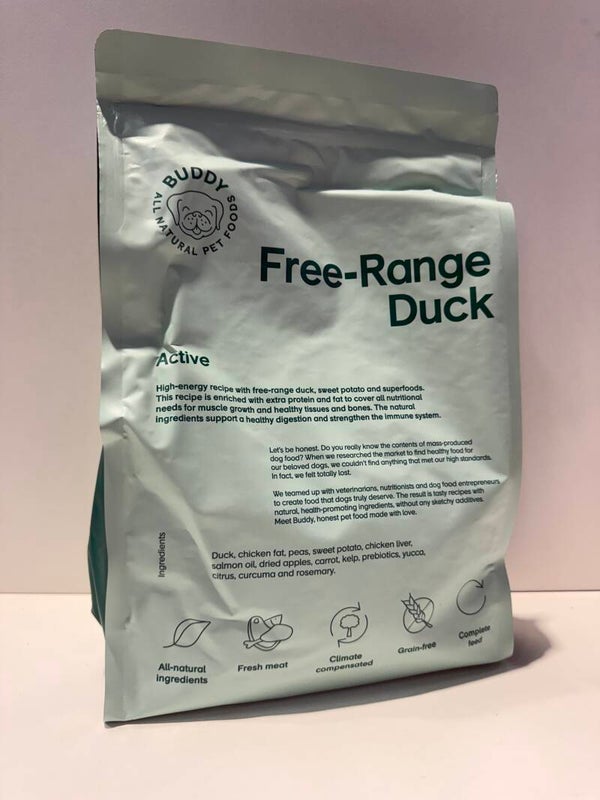 BUDDY
ALL NATURAL PET FOODS
Free-Range
Duck
Active
High-energy recipe with free-range duck, sweet potato and superfoods.
This recipe is enriched with extra protein and fat to cover all nutritional
needs for muscle growth and healthy tissues and bones. The natural
ingredients support a healthy digestion and strengthen the immune system.
Let's be honest. Do you really know the contents of mass-produced
dog food? When we researched the market to find healthy food for
our beloved dogs, we couldn't find anything that met our high standards.
In fact, we felt totally lost.
We teamed up with veterinarians, nutritionists and dog food entrepreneurs
to create food that dogs truly deserve. The result is tasty recipes with
natural, health-promoting ingredients, without any sketchy additives.
Meet Buddy, honest pet food made with love.
Ingredients
Duck, chicken fat, peas, sweet potato, chicken liver,
salmon oil, dried apples, carrot, kelp, prebiotics, yucca,
citrus, curcuma and rosemary.
All-natural
ingredients
Fresh meat
Climate
compensated
Grain-free
Complete
feed